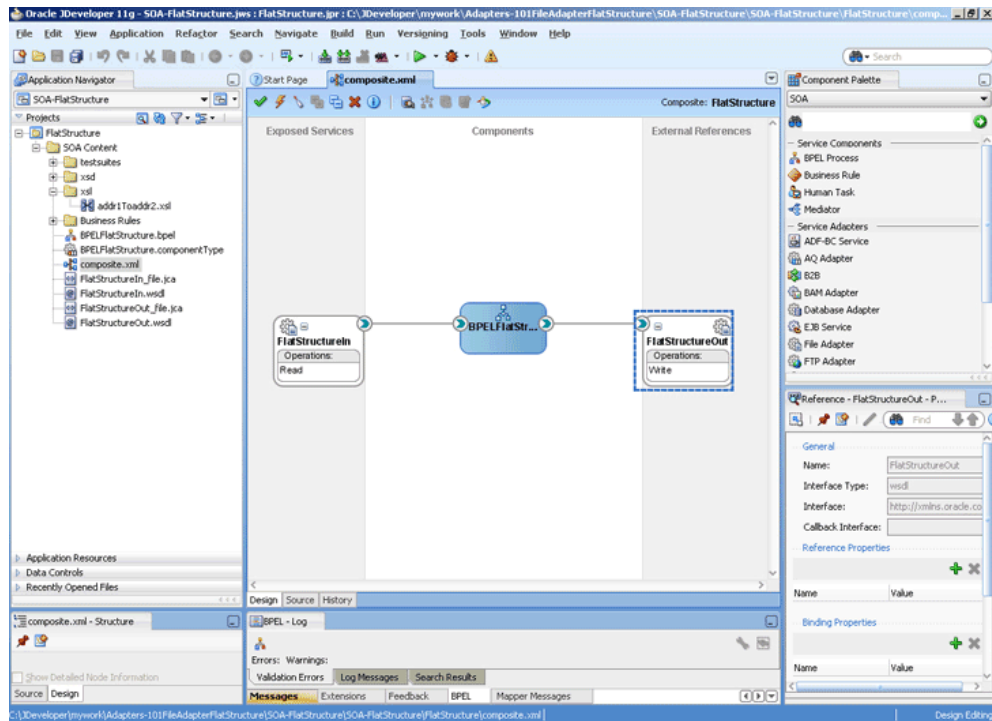 Oracle JDeveloper 11g - SOA-FlatStructure.jws : FlatStructure.jpr : C:\JDeveloper\mywork\Adapters-101FileAdapterFlatStructure\SOA-FlatStructure\SOA-FlatStructure\FlatStructure\comp...
File Edit View Application Refactor Search Navigate Build Run Versigning Tools Window Help
Search
Application Navigator
Start Page
composite.xml
Component Palette
SOA-FlatStructure
Composite: FlatStructure
SOA
Projects
FlatStructure
SOA Content
testsuites
xsd
xsl
addr1Toaddr2.xsl
Business Rules
BPELFlatStructure.bpel
BPELFlatStructure.componentType
composite.xml
FlatStructureIn_file.jca
FlatStructureIn.wsdl
FlatStructureOut_file.jca
FlatStructureOut.wsdl
Application Resources
Data Controls
Recently Opened Files
Exposed Services
Components
External References
FlatStructureIn
Operations:
Read
BPELFlatStr...
FlatStructureOut
Operations:
Write
Design Source History
Service Components
BPEL Process
Business Rule
Human Task
Mediator
Service Adapters
ADF-BC Service
AQ Adapter
B2B
BAM Adapter
Database Adapter
EJB Service
File Adapter
FTP Adapter
Reference - FlatStructureOut - P...
Find
General
Name: FlatStructureOut
Interface Type: wsdl
Interface: http://xmlns.oracle.co
Callback Interface:
Reference Properties
Name Value
Binding Properties
Name Value
composite.xml - Structure
Show Detailed Node Information
Source Design
BPEL - Log
Errors: Warnings:
Validation Errors Log Messages Search Results
Messages Extensions Feedback BPEL Mapper Messages
C:\JDeveloper\mywork\Adapters-101FileAdapterFlatStructure\SOA-FlatStructure\SOA-FlatStructure\FlatStructure\composite.xml
Design Editing